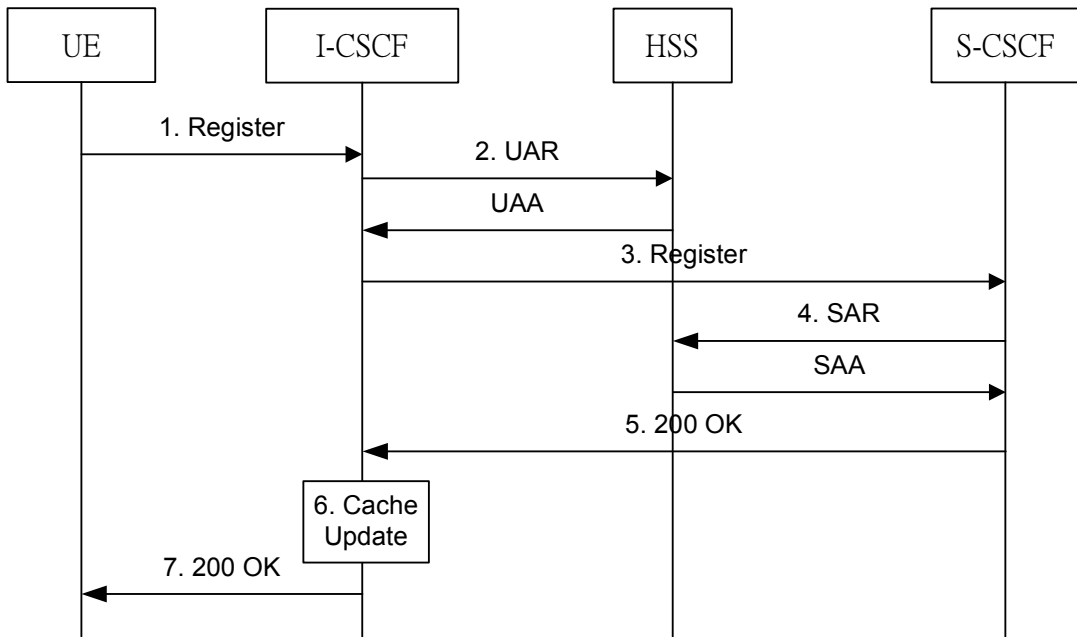 UE
I-CSCF
HSS
S-CSCF
1. Register
2. UAR
UAA
3. Register
4. SAR
SAA
5. 200 OK
6. Cache
Update
7. 200 OK